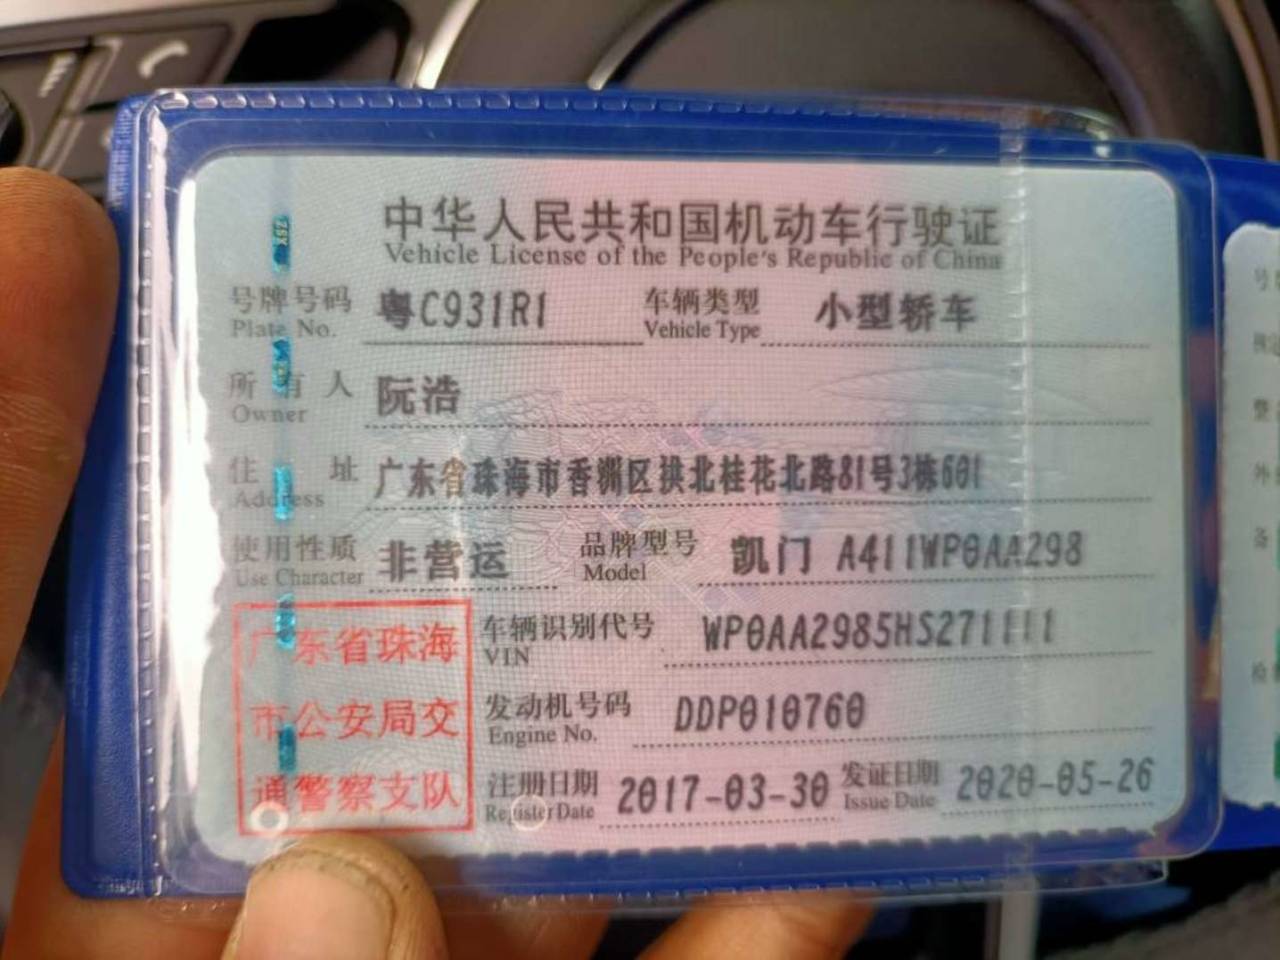 中华人民共和国机动车行驶证
Vehicle License of the People's Republic of China
号牌号码 粤C931R1 车辆类型 小型轿车
Plate No. Vehicle Type
所有人 阮浩
Owner
住址 广东省珠海市香洲区拱北桂花北路81号3栋601
Address
使用性质 非营运 品牌型号 凯门 A411WP0AA298
Use Character Model
广东省珠海
市公安局交
通警察支队
车辆识别代号 WP0AA2985HS271111
VIN
发动机号码 DDP010760
Engine No.
注册日期 2017-03-30 发证日期 2020-05-26
Register Date Issue Date